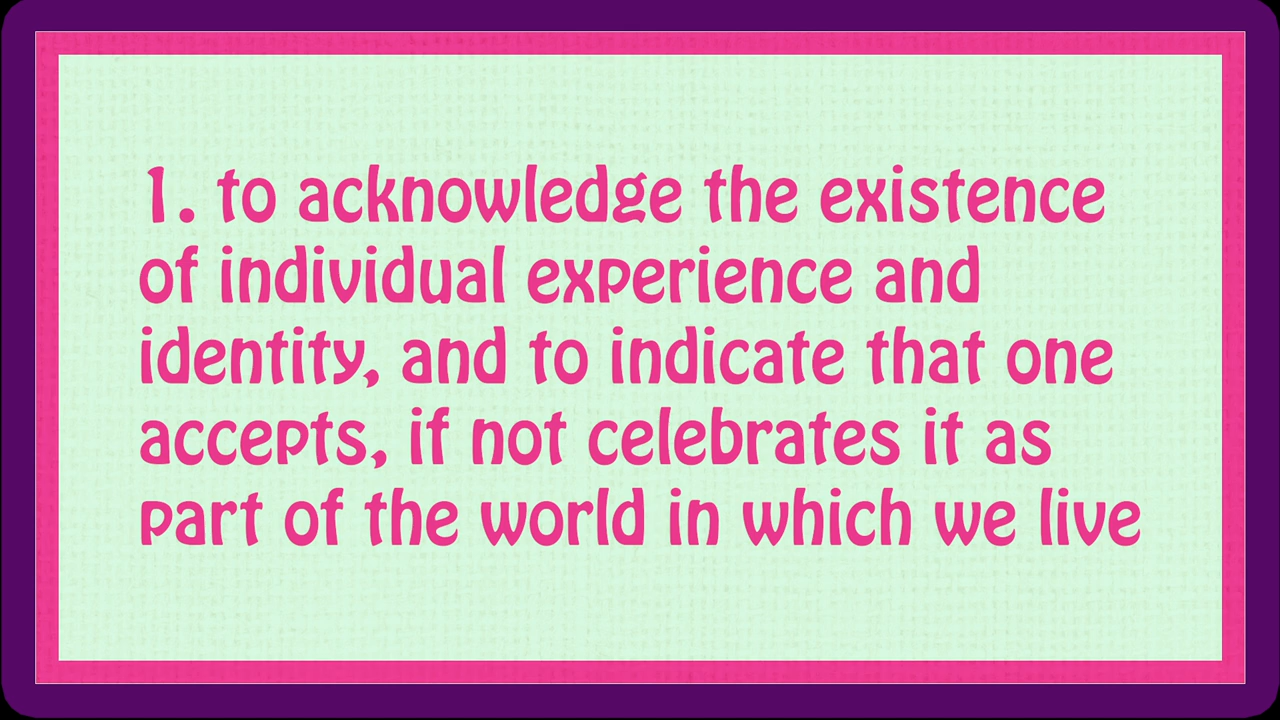 1. to acknowledge the existence
of individual experience and
identity, and to indicate that one
accepts, if not celebrates it as
part of the world in which we live